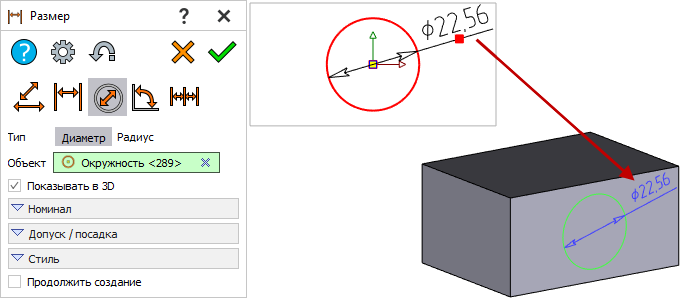 Размер ?
?
Тип Диаметр Радиус
Объект Окружность <289>
Показывать в 3D
Номинал
Допуск / посадка
Стиль
Продолжить создание
ϕ22,56
ϕ22,56